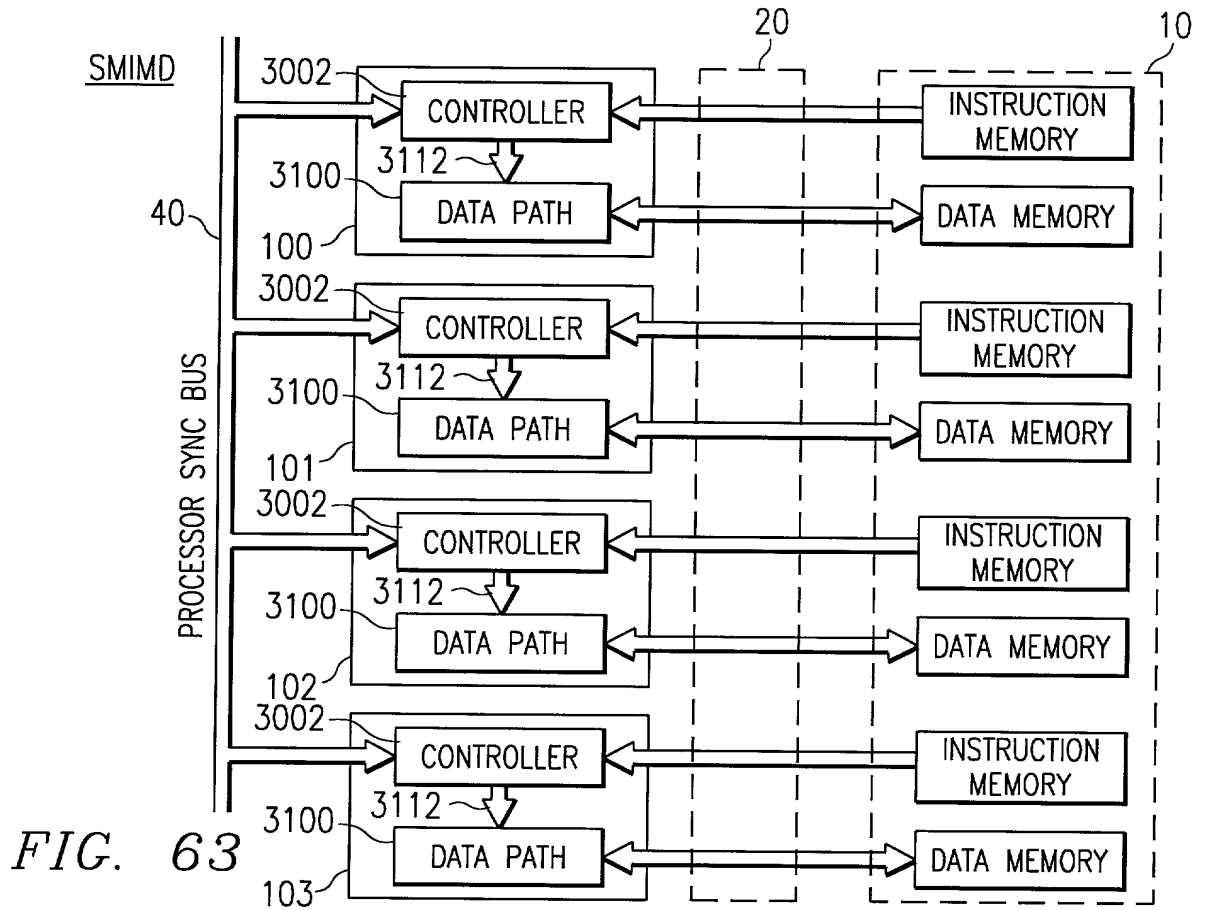 SMIMD
20
10
3002
CONTROLLER
INSTRUCTION
MEMORY
3112
3100
DATA PATH
DATA MEMORY
40
100
3002
CONTROLLER
INSTRUCTION
MEMORY
3112
3100
DATA PATH
DATA MEMORY
101
PROCESSOR SYNC BUS
3002
CONTROLLER
INSTRUCTION
MEMORY
3112
3100
DATA PATH
DATA MEMORY
102
3002
CONTROLLER
INSTRUCTION
MEMORY
3112
3100
DATA PATH
DATA MEMORY
103
FIG. 63